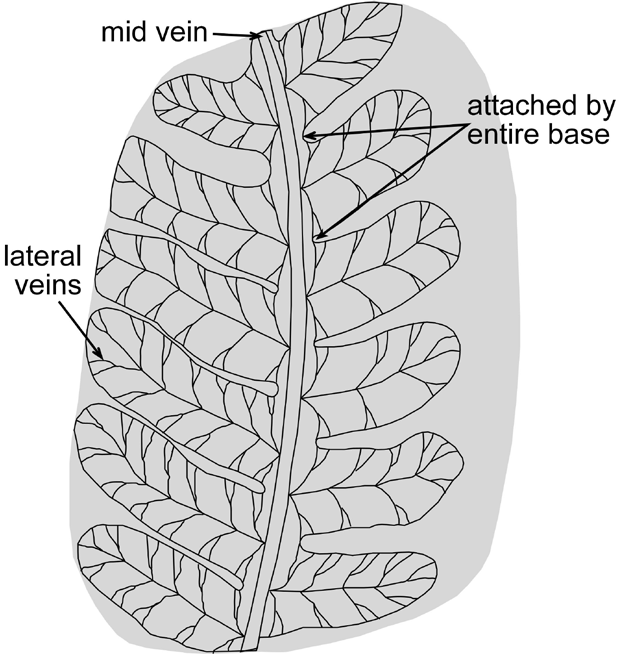 mid vein
attached by
entire base
lateral
veins